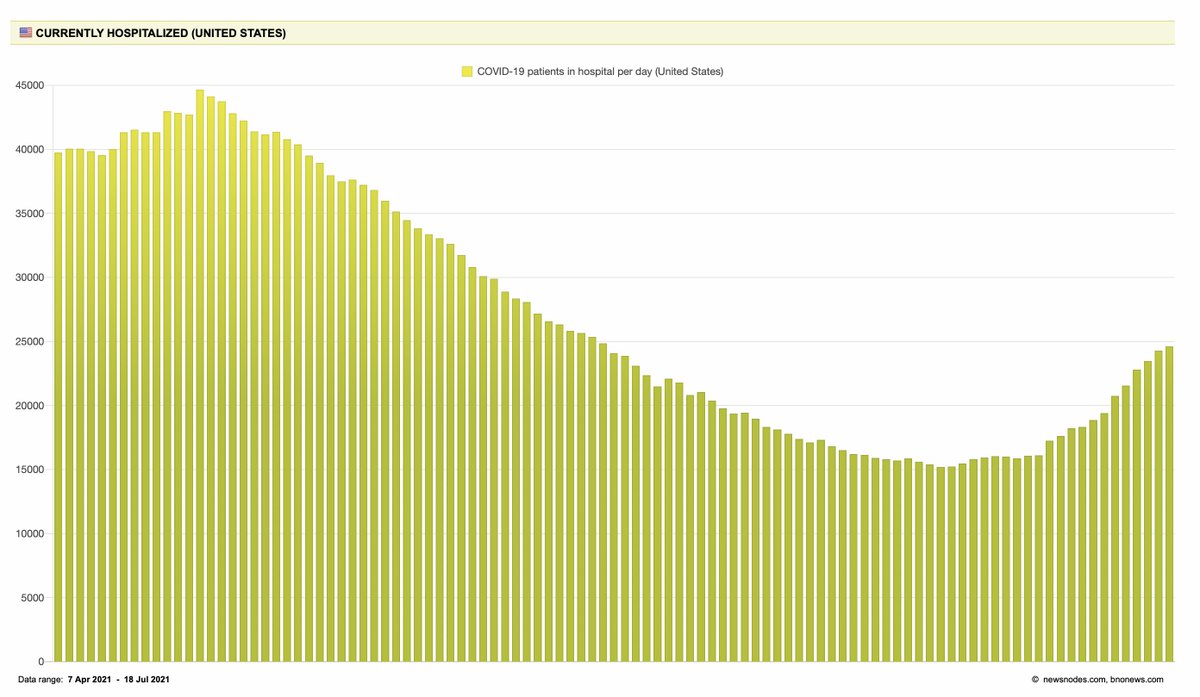 CURRENTLY HOSPITALIZED (UNITED STATES)
COVID-19 patients in hospital per day (United States)
45000
40000
35000
30000
25000
20000
15000
10000
5000
0
Data range: 7 Apr 2021 - 18 Jul 2021
© newsnodes.com, bnonews.com